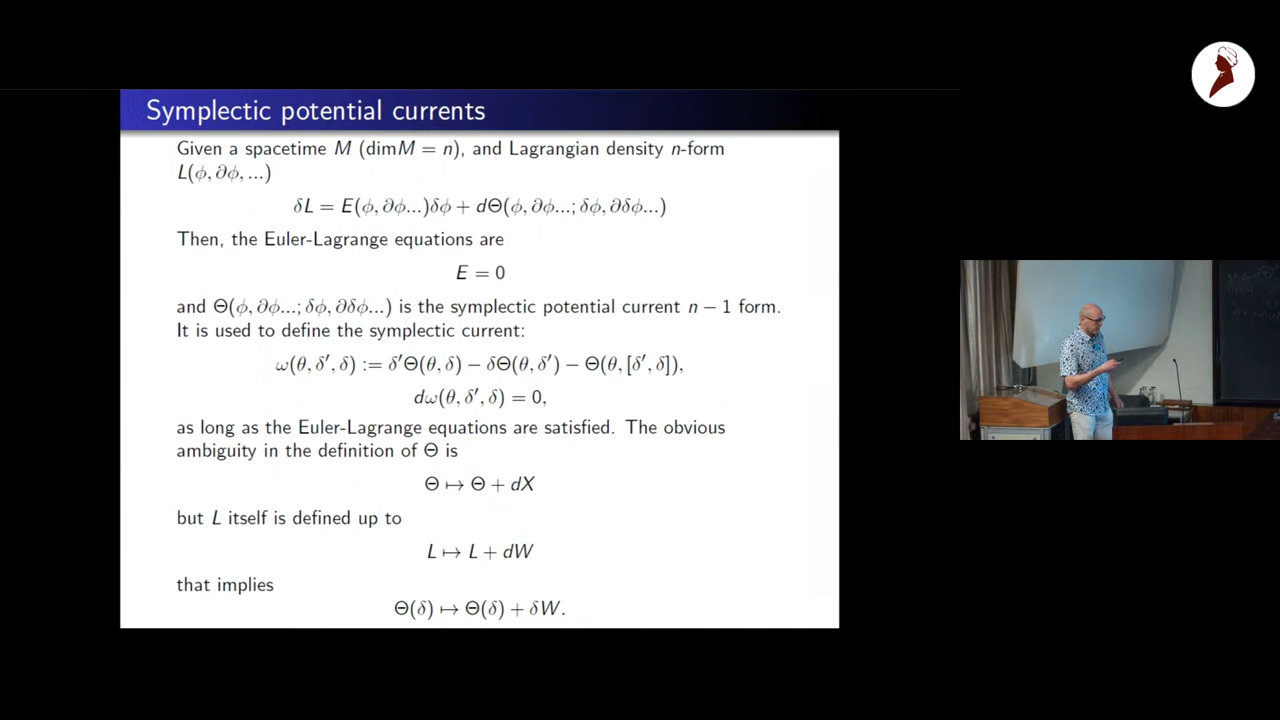 Symplectic potential currents
Given a spacetime M (dimM = n), and Lagrangian density n-form
L(ϕ, ∂ϕ, ...)
δL = E(ϕ, ∂ϕ...)δϕ + dΘ(ϕ, ∂ϕ...; δϕ, ∂δϕ...)
Then, the Euler-Lagrange equations are
E = 0
and Θ(ϕ, ∂ϕ...; δϕ, ∂δϕ...) is the symplectic potential current n − 1 form.
It is used to define the symplectic current:
ω(θ, δ′, δ) := δ′Θ(θ, δ) − δΘ(θ, δ′) − Θ(θ, [δ′, δ]),
dω(θ, δ′, δ) = 0,
as long as the Euler-Lagrange equations are satisfied. The obvious
ambiguity in the definition of Θ is
Θ ↦ Θ + dX
but L itself is defined up to
L ↦ L + dW
that implies
Θ(δ) ↦ Θ(δ) + δW.